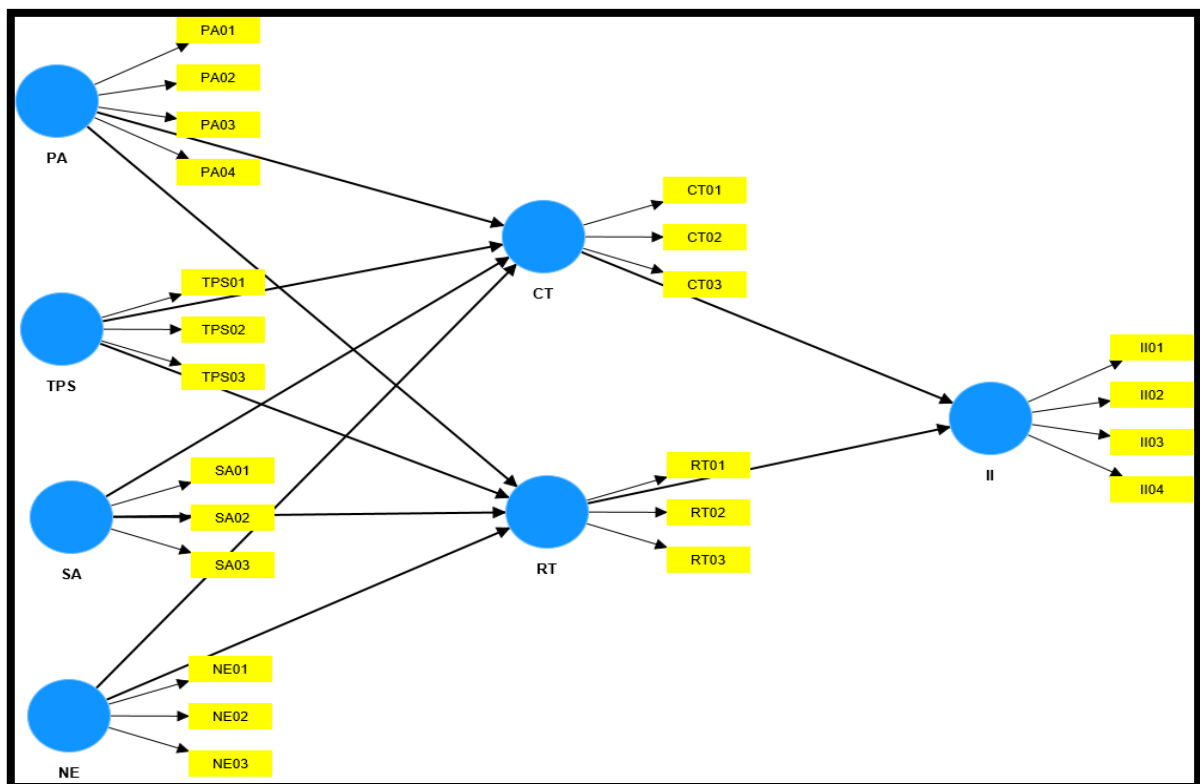 PA01
PA02
PA03
PA04
PA
TPS01
TPS02
TPS03
TPS
SA01
SA02
SA03
SA
NE01
NE02
NE03
NE
CT01
CT02
CT03
CT
RT01
RT02
RT03
RT
II01
II02
II03
II04
II